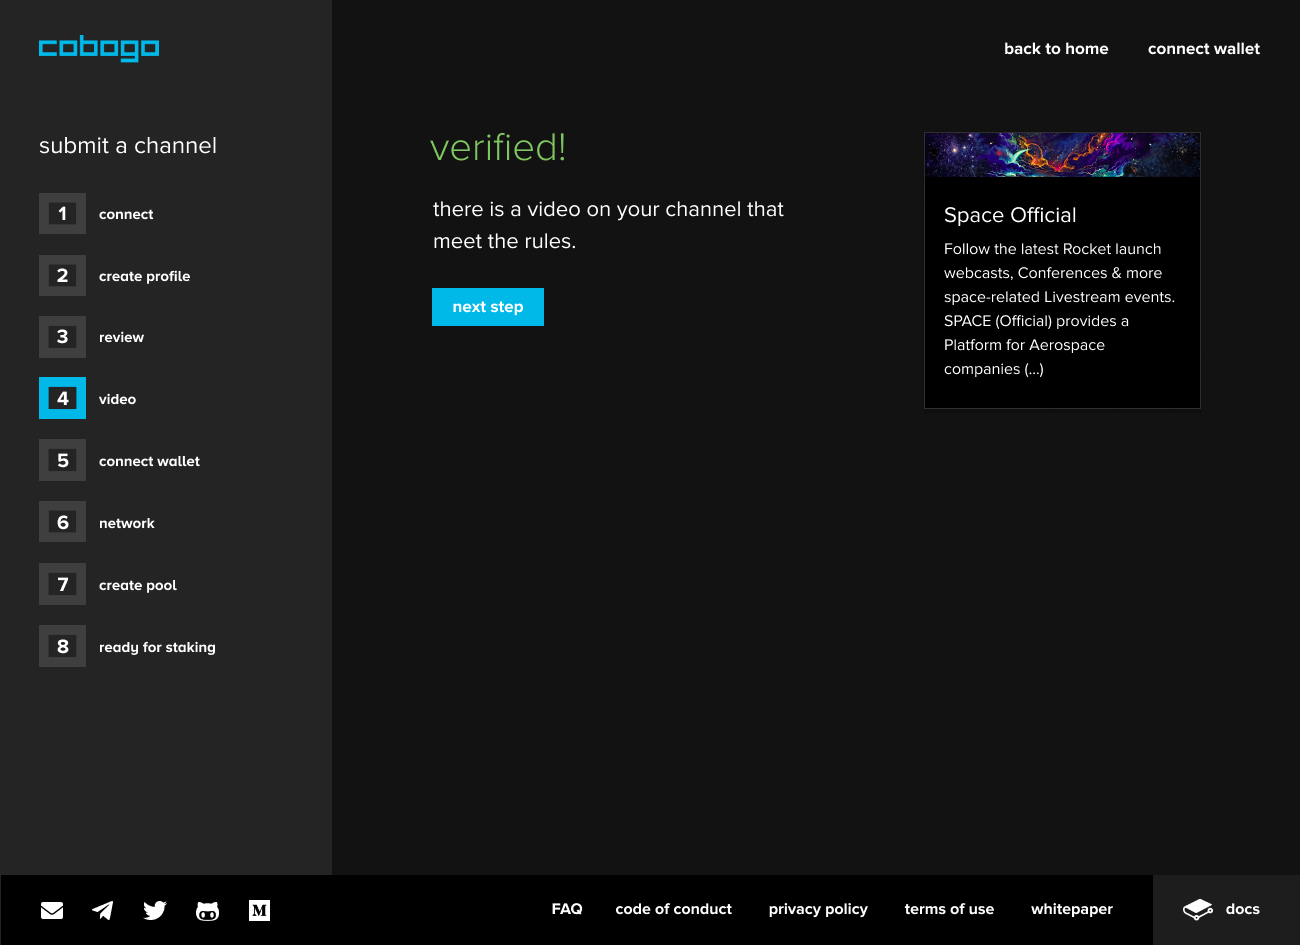 cobogo
back to home
connect wallet
submit a channel
1 connect
2 create profile
3 review
4 video
5 connect wallet
6 network
7 create pool
8 ready for staking
verified!
there is a video on your channel that
meet the rules.
next step
Space Official
Follow the latest Rocket launch
webcasts, Conferences & more
space-related Livestream events.
SPACE (Official) provides a
Platform for Aerospace
companies (...)
M
FAQ
code of conduct
privacy policy
terms of use
whitepaper
docs